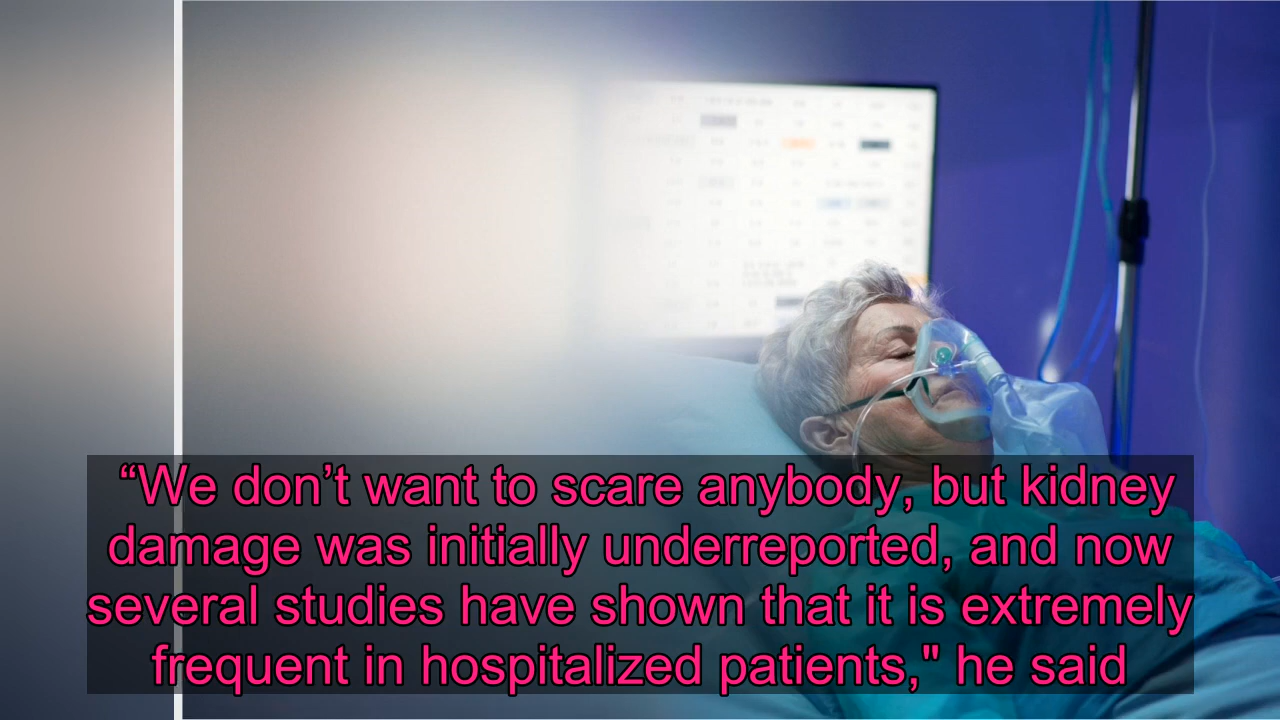 “We don’t want to scare anybody, but kidney
damage was initially underreported, and now
several studies have shown that it is extremely
frequent in hospitalized patients," he said